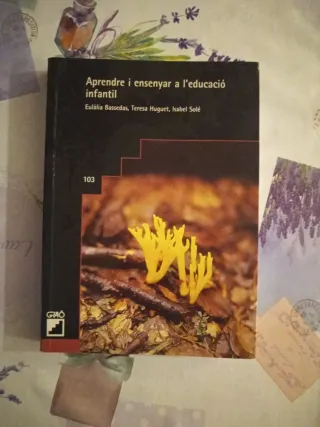 Aprendre i ensenyar a l'educació
infantil
Eulàlia Bassedas, Teresa Huguet, Isabel Solé
103
GRAÓ